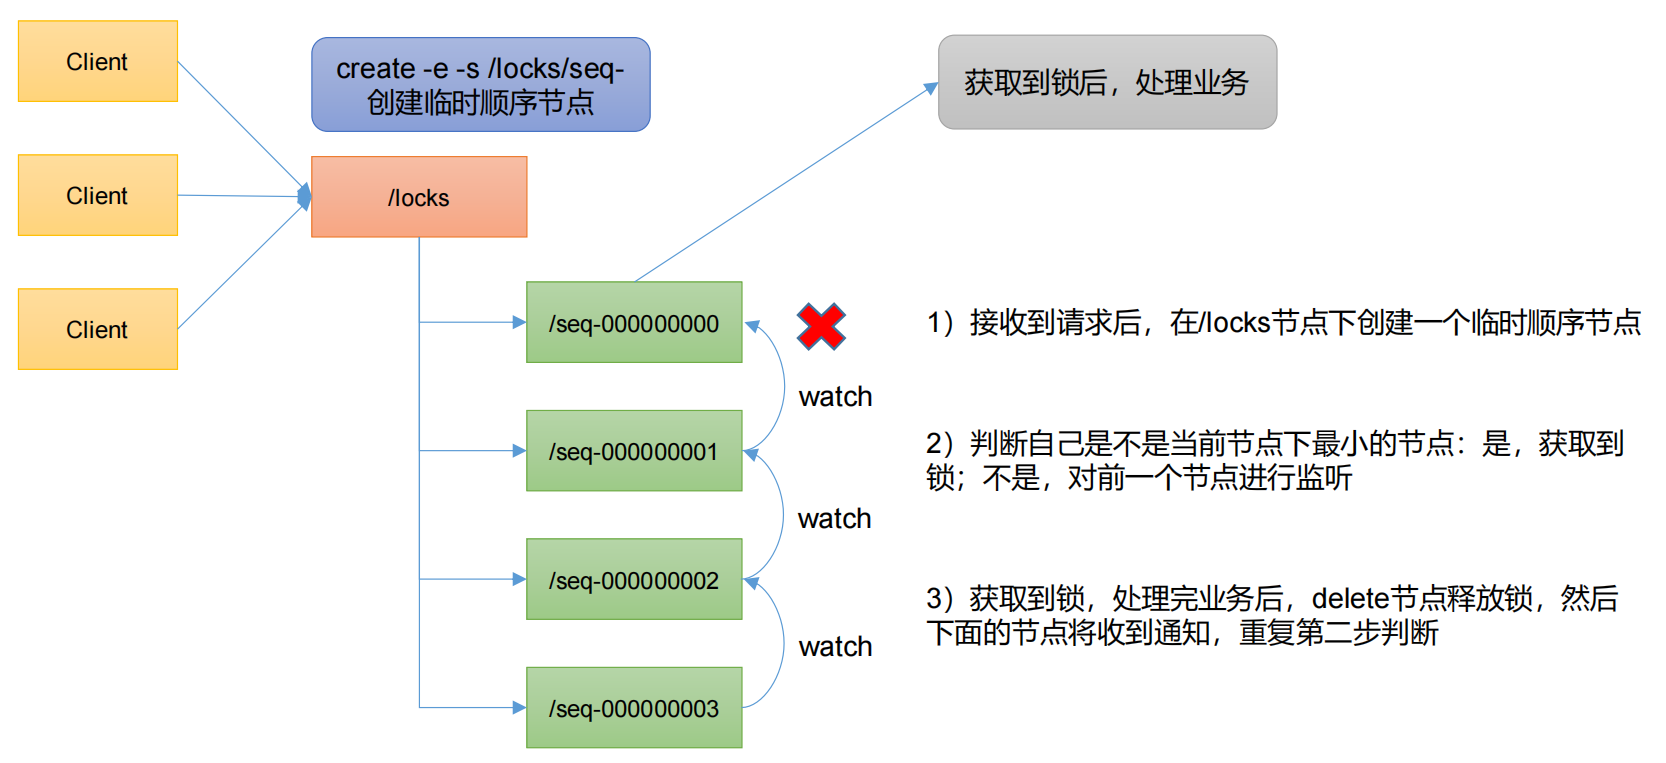 Client
create -e -s /locks/seq-
创建临时顺序节点
获取到锁后，处理业务
Client
/locks
Client
/seq-000000000
1）接收到请求后，在/locks节点下创建一个临时顺序节点
watch
/seq-000000001
2）判断自己是不是当前节点下最小的节点：是，获取到
锁；不是，对前一个节点进行监听
watch
/seq-000000002
3）获取到锁，处理完业务后，delete节点释放锁，然后
下面的节点将收到通知，重复第二步判断
watch
/seq-000000003